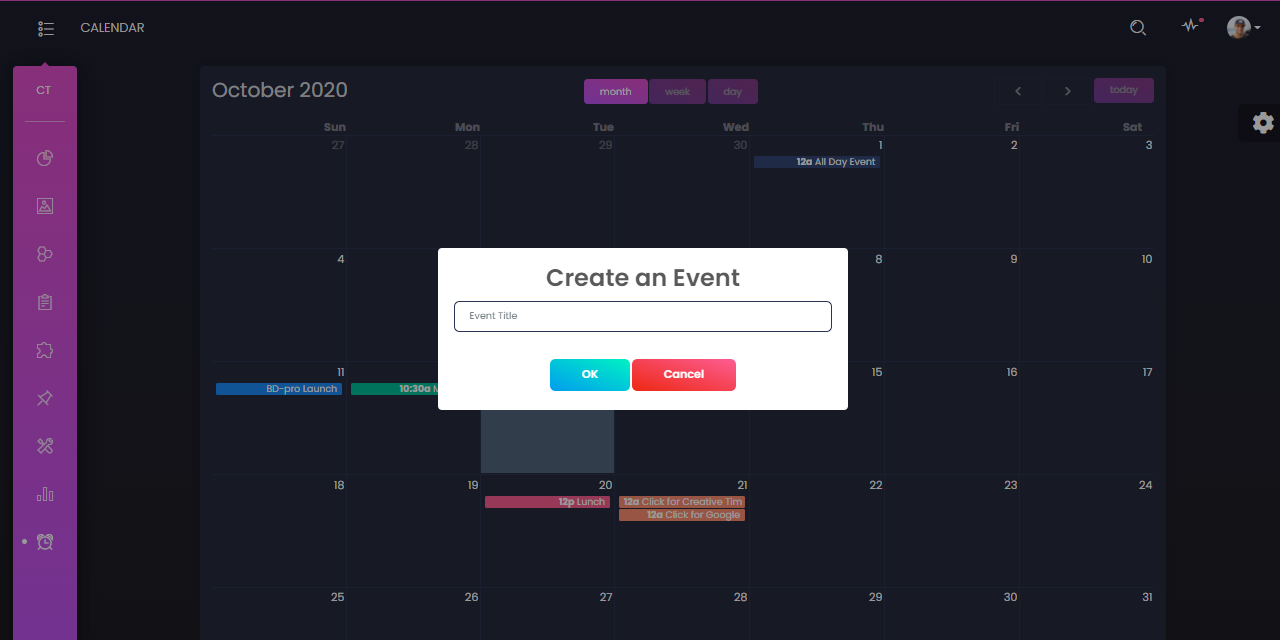 CALENDAR
CT
October 2020
month week day
today
Sun Mon Tue Wed Thu Fri Sat
27 28 29 30 1 2 3
12a All Day Event
4 8 9 10
Create an Event
Event Title
OK Cancel
11 15 16 17
BD-pro Launch 10:30a
18 19 20 21 22 23 24
12p Lunch 12a Click for Creative Tim
12a Click for Google
25 26 27 28 29 30 31